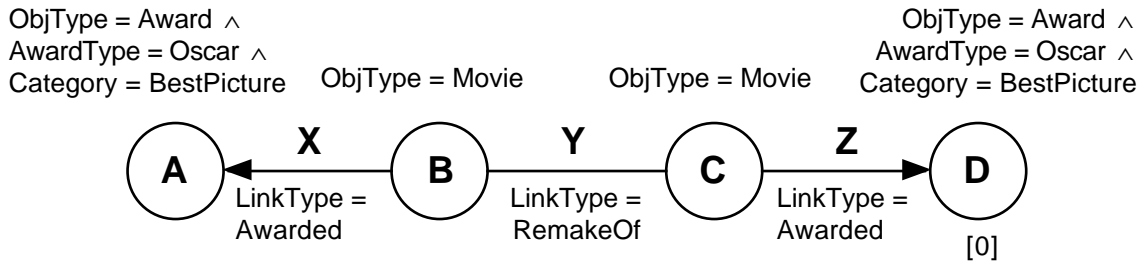 ObjType = Award ∧
AwardType = Oscar ∧
Category = BestPicture
ObjType = Movie
ObjType = Movie
ObjType = Award ∧
AwardType = Oscar ∧
Category = BestPicture
A
X
B
Y
C
Z
D
LinkType =
Awarded
LinkType =
RemakeOf
LinkType =
Awarded
[0]